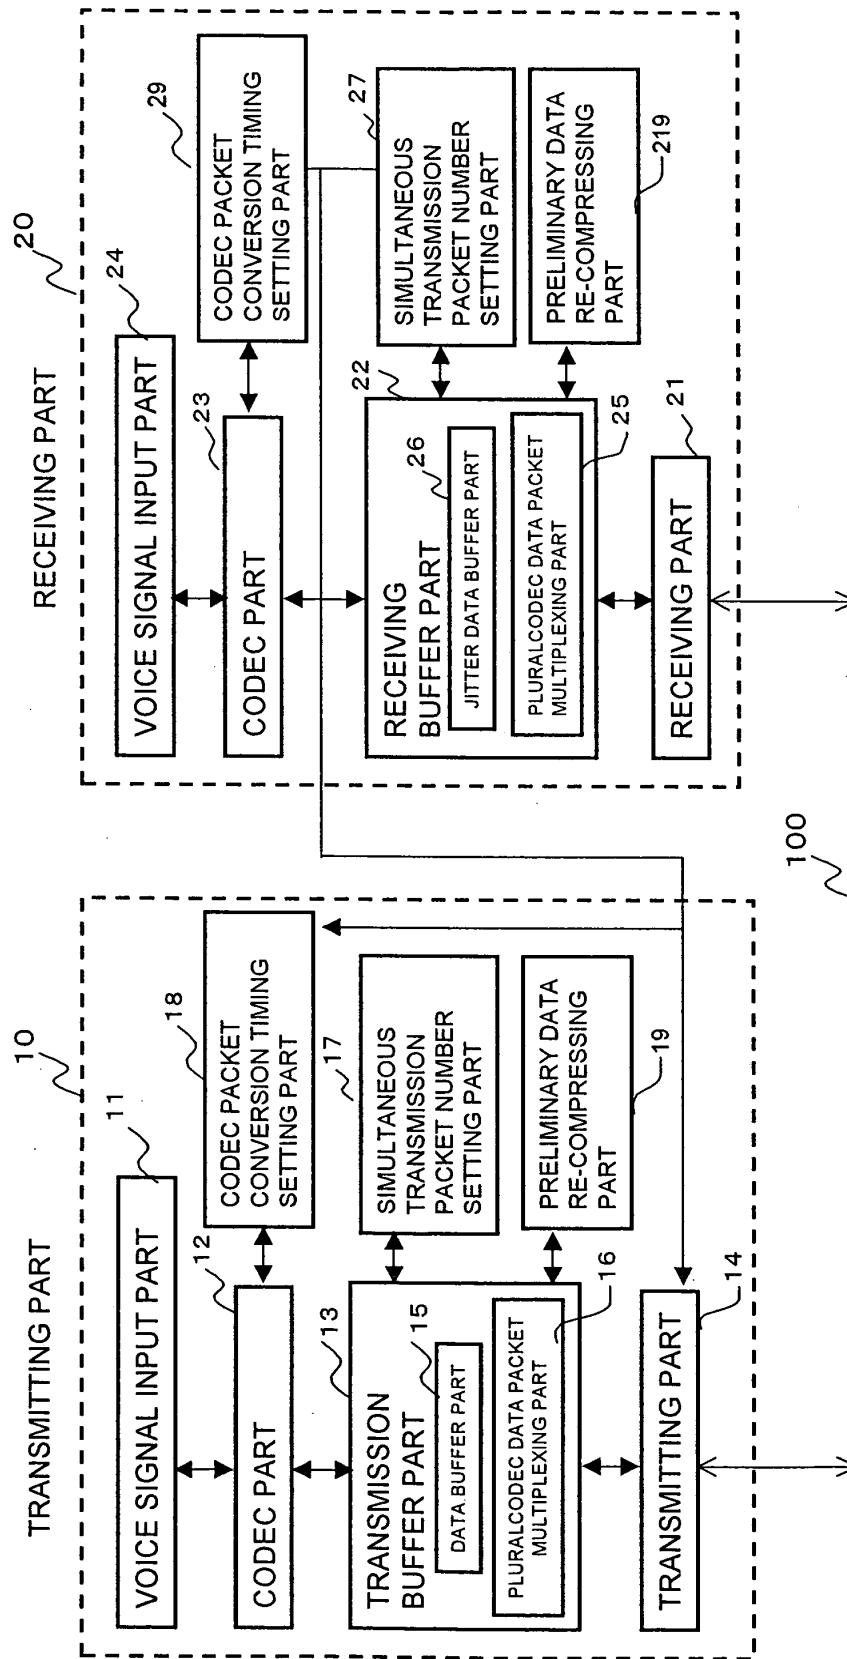 TRANSMITTING PART
10
VOICE SIGNAL INPUT PART
11
CODEC PART
12
CODEC PACKET
CONVERSION TIMING
SETTING PART
18
TRANSMISSION
BUFFER PART
13
DATA BUFFER PART
15
PLURALCODEC DATA PACKET
MULTIPLEXING PART
16
SIMULTANEOUS
TRANSMISSION
PACKET NUMBER
SETTING PART
17
PRELIMINARY DATA
RE-COMPRESSING
PART
19
TRANSMITTING PART
14
100
RECEIVING PART
20
VOICE SIGNAL INPUT PART
24
CODEC PART
23
CODEC PACKET
CONVERSION TIMING
SETTING PART
29
RECEIVING
BUFFER PART
22
JITTER DATA BUFFER PART
26
PLURALCODEC DATA PACKET
MULTIPLEXING PART
25
SIMULTANEOUS
TRANSMISSION
PACKET NUMBER
SETTING PART
27
PRELIMINARY DATA
RE-COMPRESSING
PART
219
RECEIVING PART
21